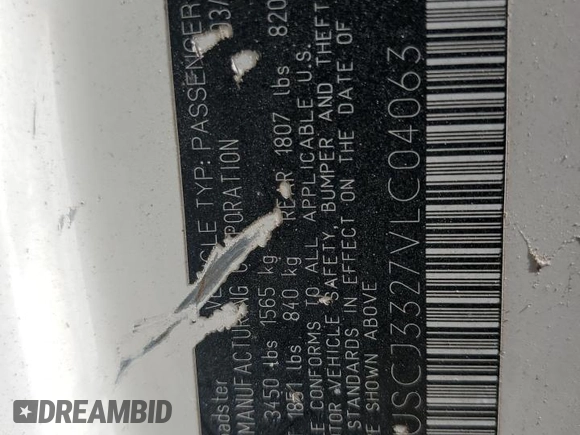 adster VEHICLE TYP: PASSENGER
MANUFACTURING CORPORATION 03/
3450 lbs 1565 kg
1851 lbs 840 kg REAR 1807 lbs 820
E CONFORMS TO ALL APPLICABLE U.S.
TOR VEHICLE SAFETY, BUMPER AND THEFT
STANDARDS IN EFFECT ON THE DATE OF
E SHOWN ABOVE
USCJ3327VLC04063
DREAMBID